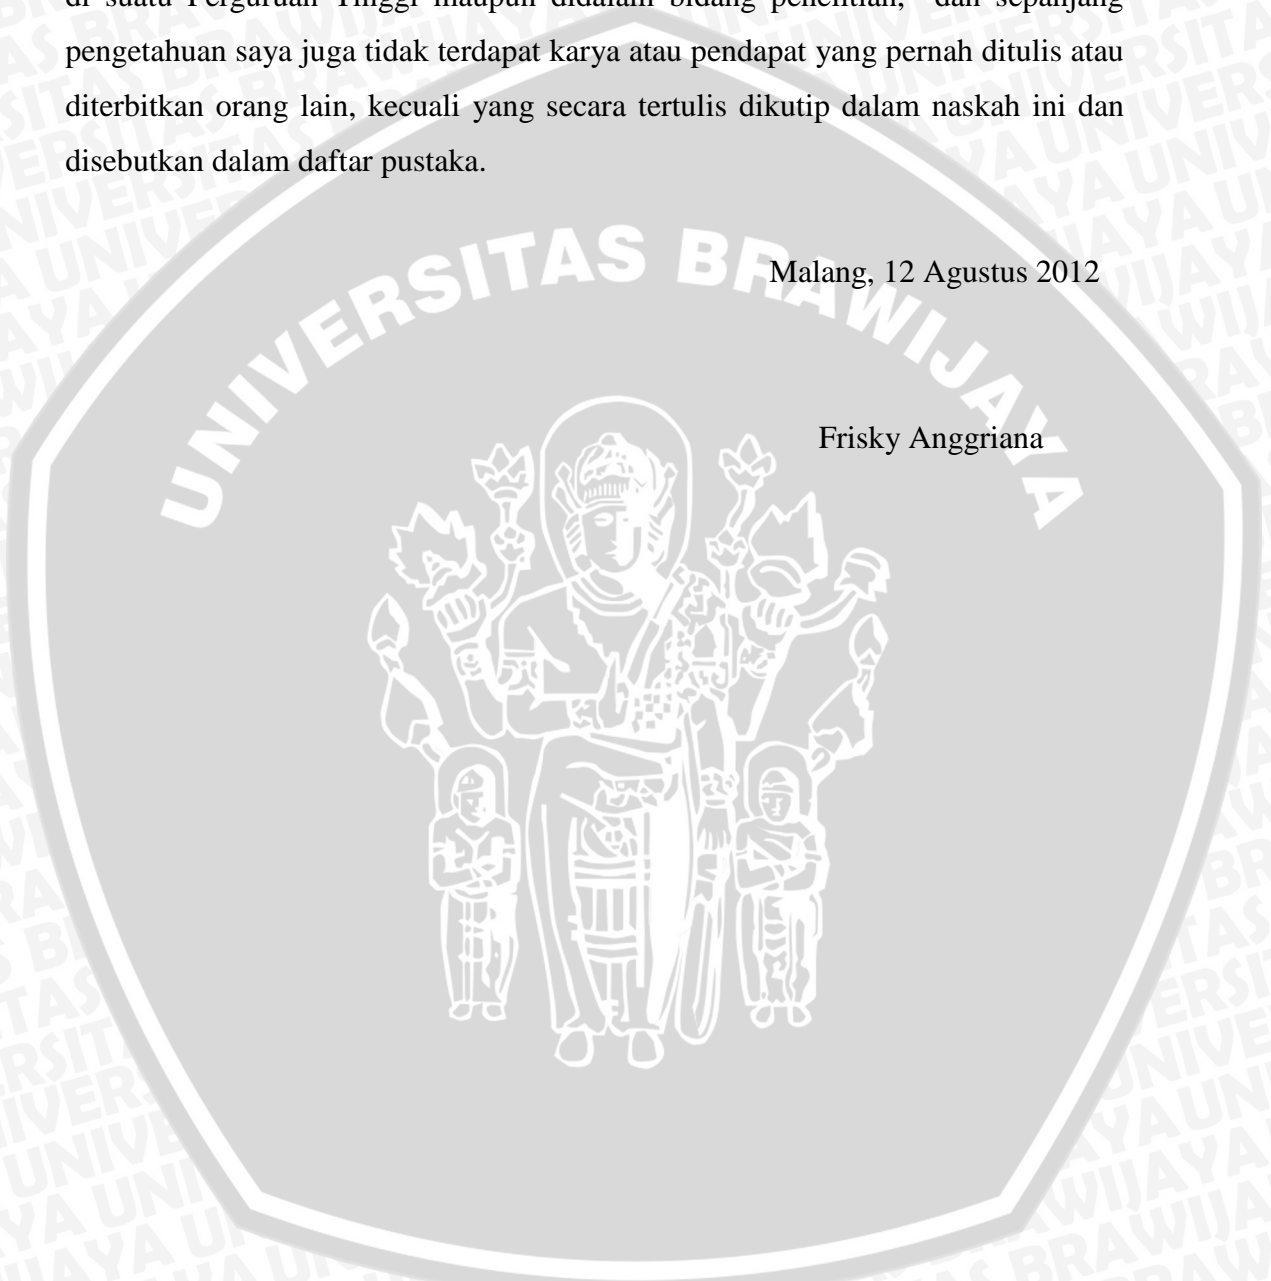 di suatu Perguruan Tinggi maupun didalam bidang penelitian, dan sepanjang
pengetahuan saya juga tidak terdapat karya atau pendapat yang pernah ditulis atau
diterbitkan orang lain, kecuali yang secara tertulis dikutip dalam naskah ini dan
disebutkan dalam daftar pustaka.
UNIVERSITAS BRAWIJAYA
Malang, 12 Agustus 2012
Frisky Anggriana